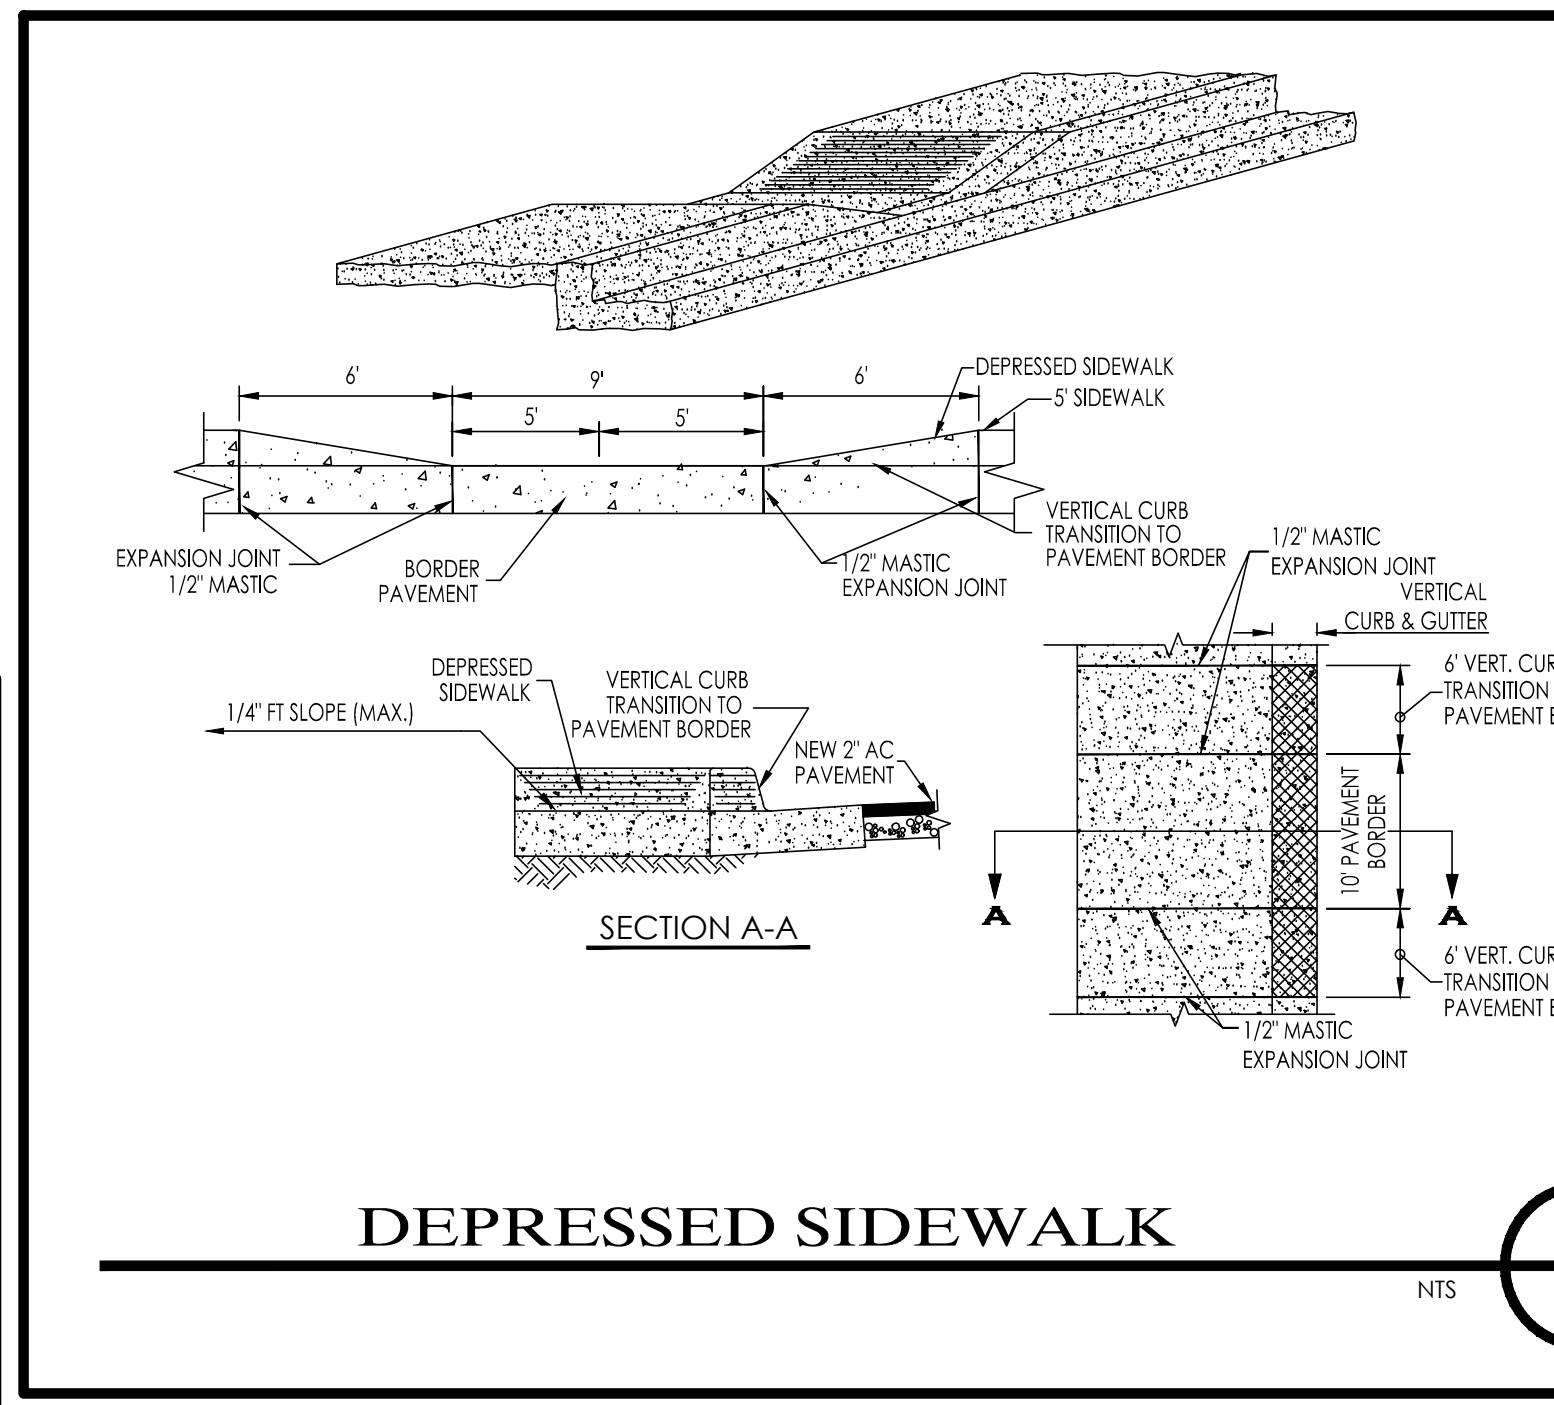 6'
9'
6'
5'
5'
DEPRESSED SIDEWALK
5' SIDEWALK
EXPANSION JOINT
1/2" MASTIC
BORDER
PAVEMENT
1/2" MASTIC
EXPANSION JOINT
VERTICAL CURB
TRANSITION TO
PAVEMENT BORDER
1/2" MASTIC
EXPANSION JOINT
VERTICAL
CURB & GUTTER
DEPRESSED
SIDEWALK
VERTICAL CURB
TRANSITION TO
PAVEMENT BORDER
1/4" FT SLOPE (MAX.)
NEW 2" AC
PAVEMENT
SECTION A-A
6' VERT. CUR
TRANSITION
PAVEMENT
10' PAVEMENT
BORDER
A
A
6' VERT. CUR
TRANSITION
PAVEMENT
1/2" MASTIC
EXPANSION JOINT
DEPRESSED SIDEWALK
NTS